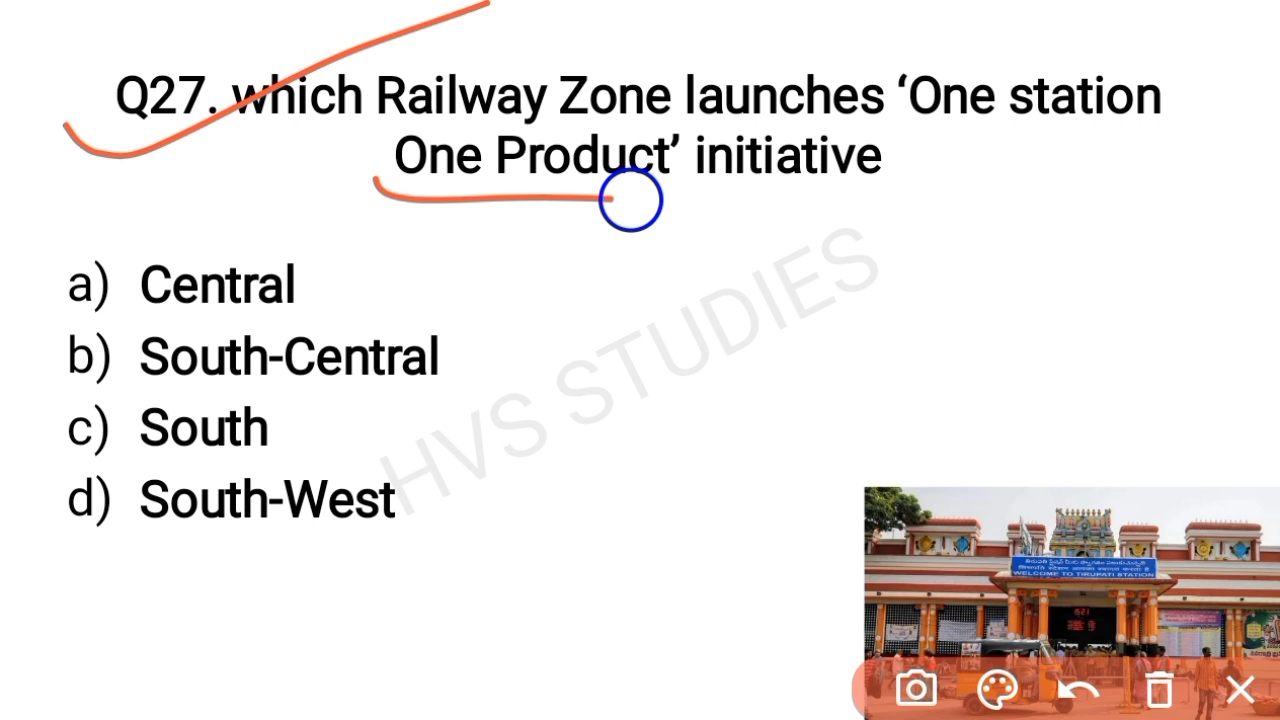 Q27. which Railway Zone launches ‘One station
One Product’ initiative
a) Central
b) South-Central
c) South
d) South-West
HVS STUDIES
WELCOME TO TIRUPATI STATION